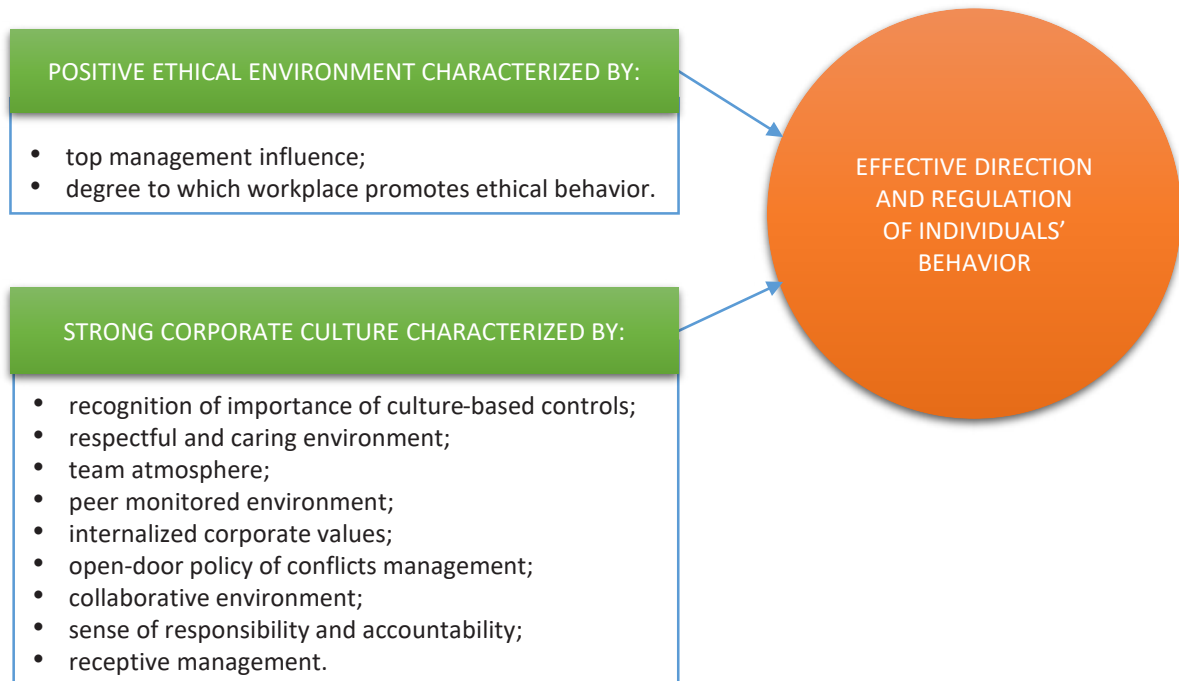 POSITIVE ETHICAL ENVIRONMENT CHARACTERIZED BY:
• top management influence;
• degree to which workplace promotes ethical behavior.
EFFECTIVE DIRECTION
AND REGULATION
OF INDIVIDUALS’
BEHAVIOR
STRONG CORPORATE CULTURE CHARACTERIZED BY:
• recognition of importance of culture-based controls;
• respectful and caring environment;
• team atmosphere;
• peer monitored environment;
• internalized corporate values;
• open-door policy of conflicts management;
• collaborative environment;
• sense of responsibility and accountability;
• receptive management.